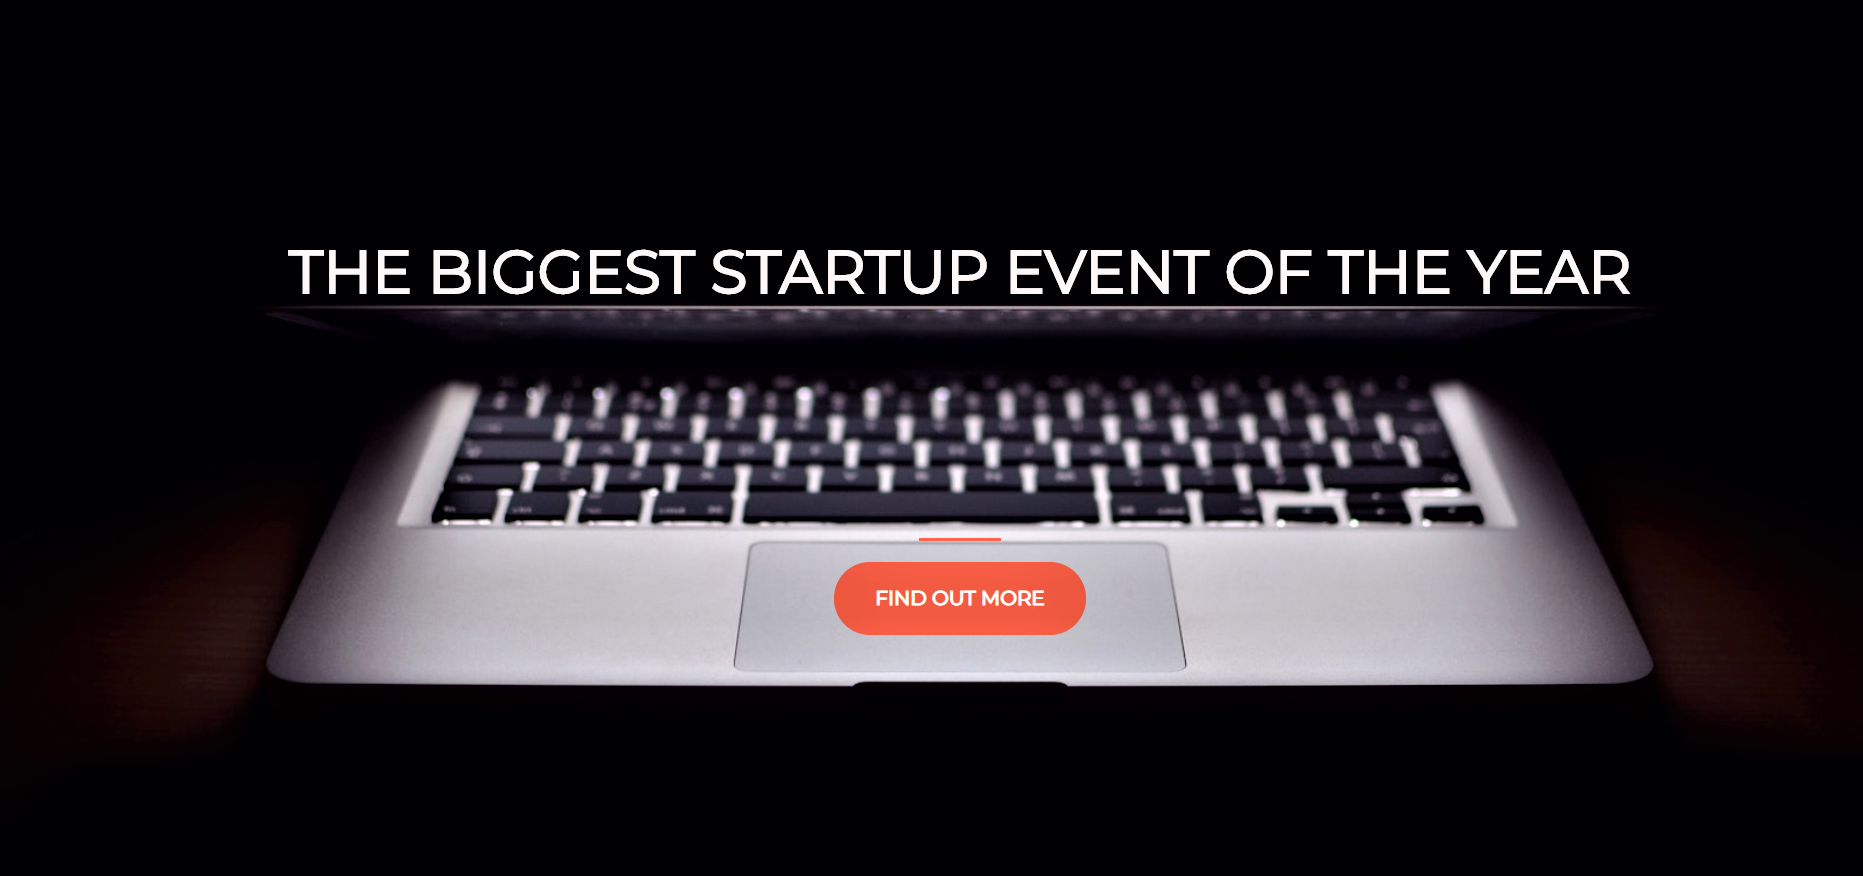 THE BIGGEST STARTUP EVENT OF THE YEAR
FIND OUT MORE